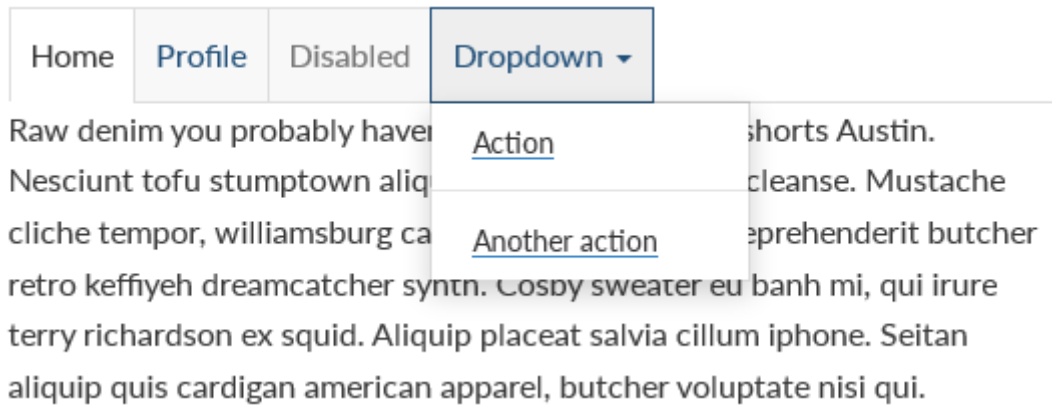 Home Profile Disabled Dropdown
Raw denim you probably haven shorts Austin.
Action
Nesciunt tofu stumptown aliq cleanse. Mustache
cliche tempor, williamsburg ca eprehenderit butcher
Another action
retro keffiyeh dreamcatcher synth. Cosby sweater eu banh mi, qui irure
terry richardson ex squid. Aliquip placeat salvia cillum iphone. Seitan
aliquip quis cardigan american apparel, butcher voluptate nisi qui.